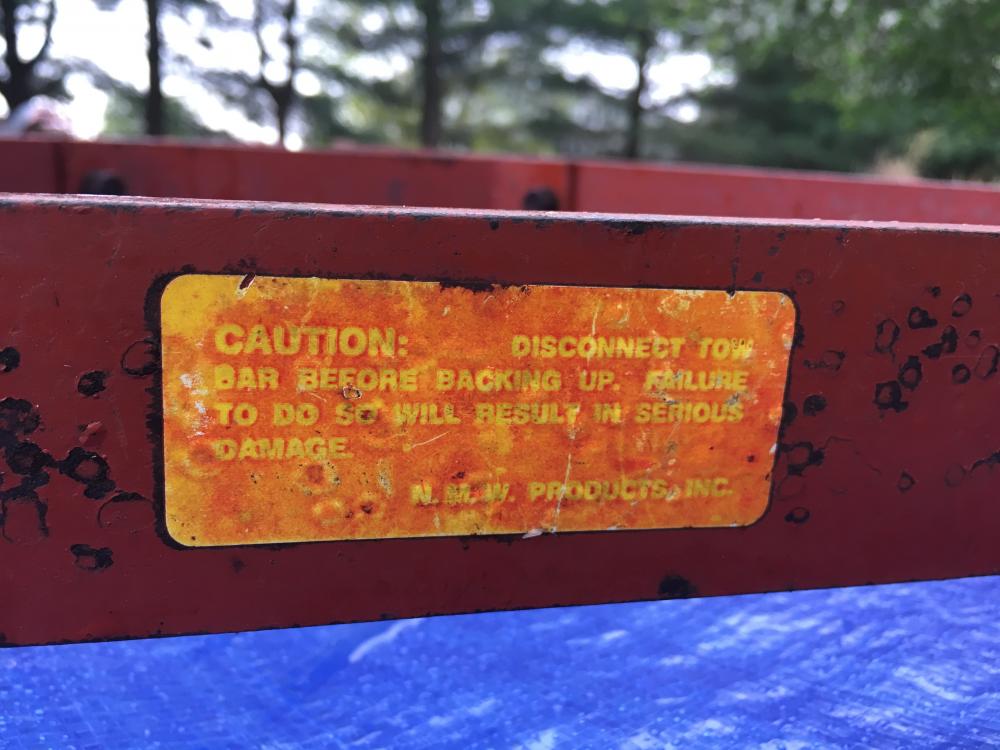 CAUTION: DISCONNECT TOW
BAR BEFORE BACKING UP. FAILURE
TO DO SO WILL RESULT IN SERIOUS
DAMAGE.
N. M. W. PRODUCTS, INC.